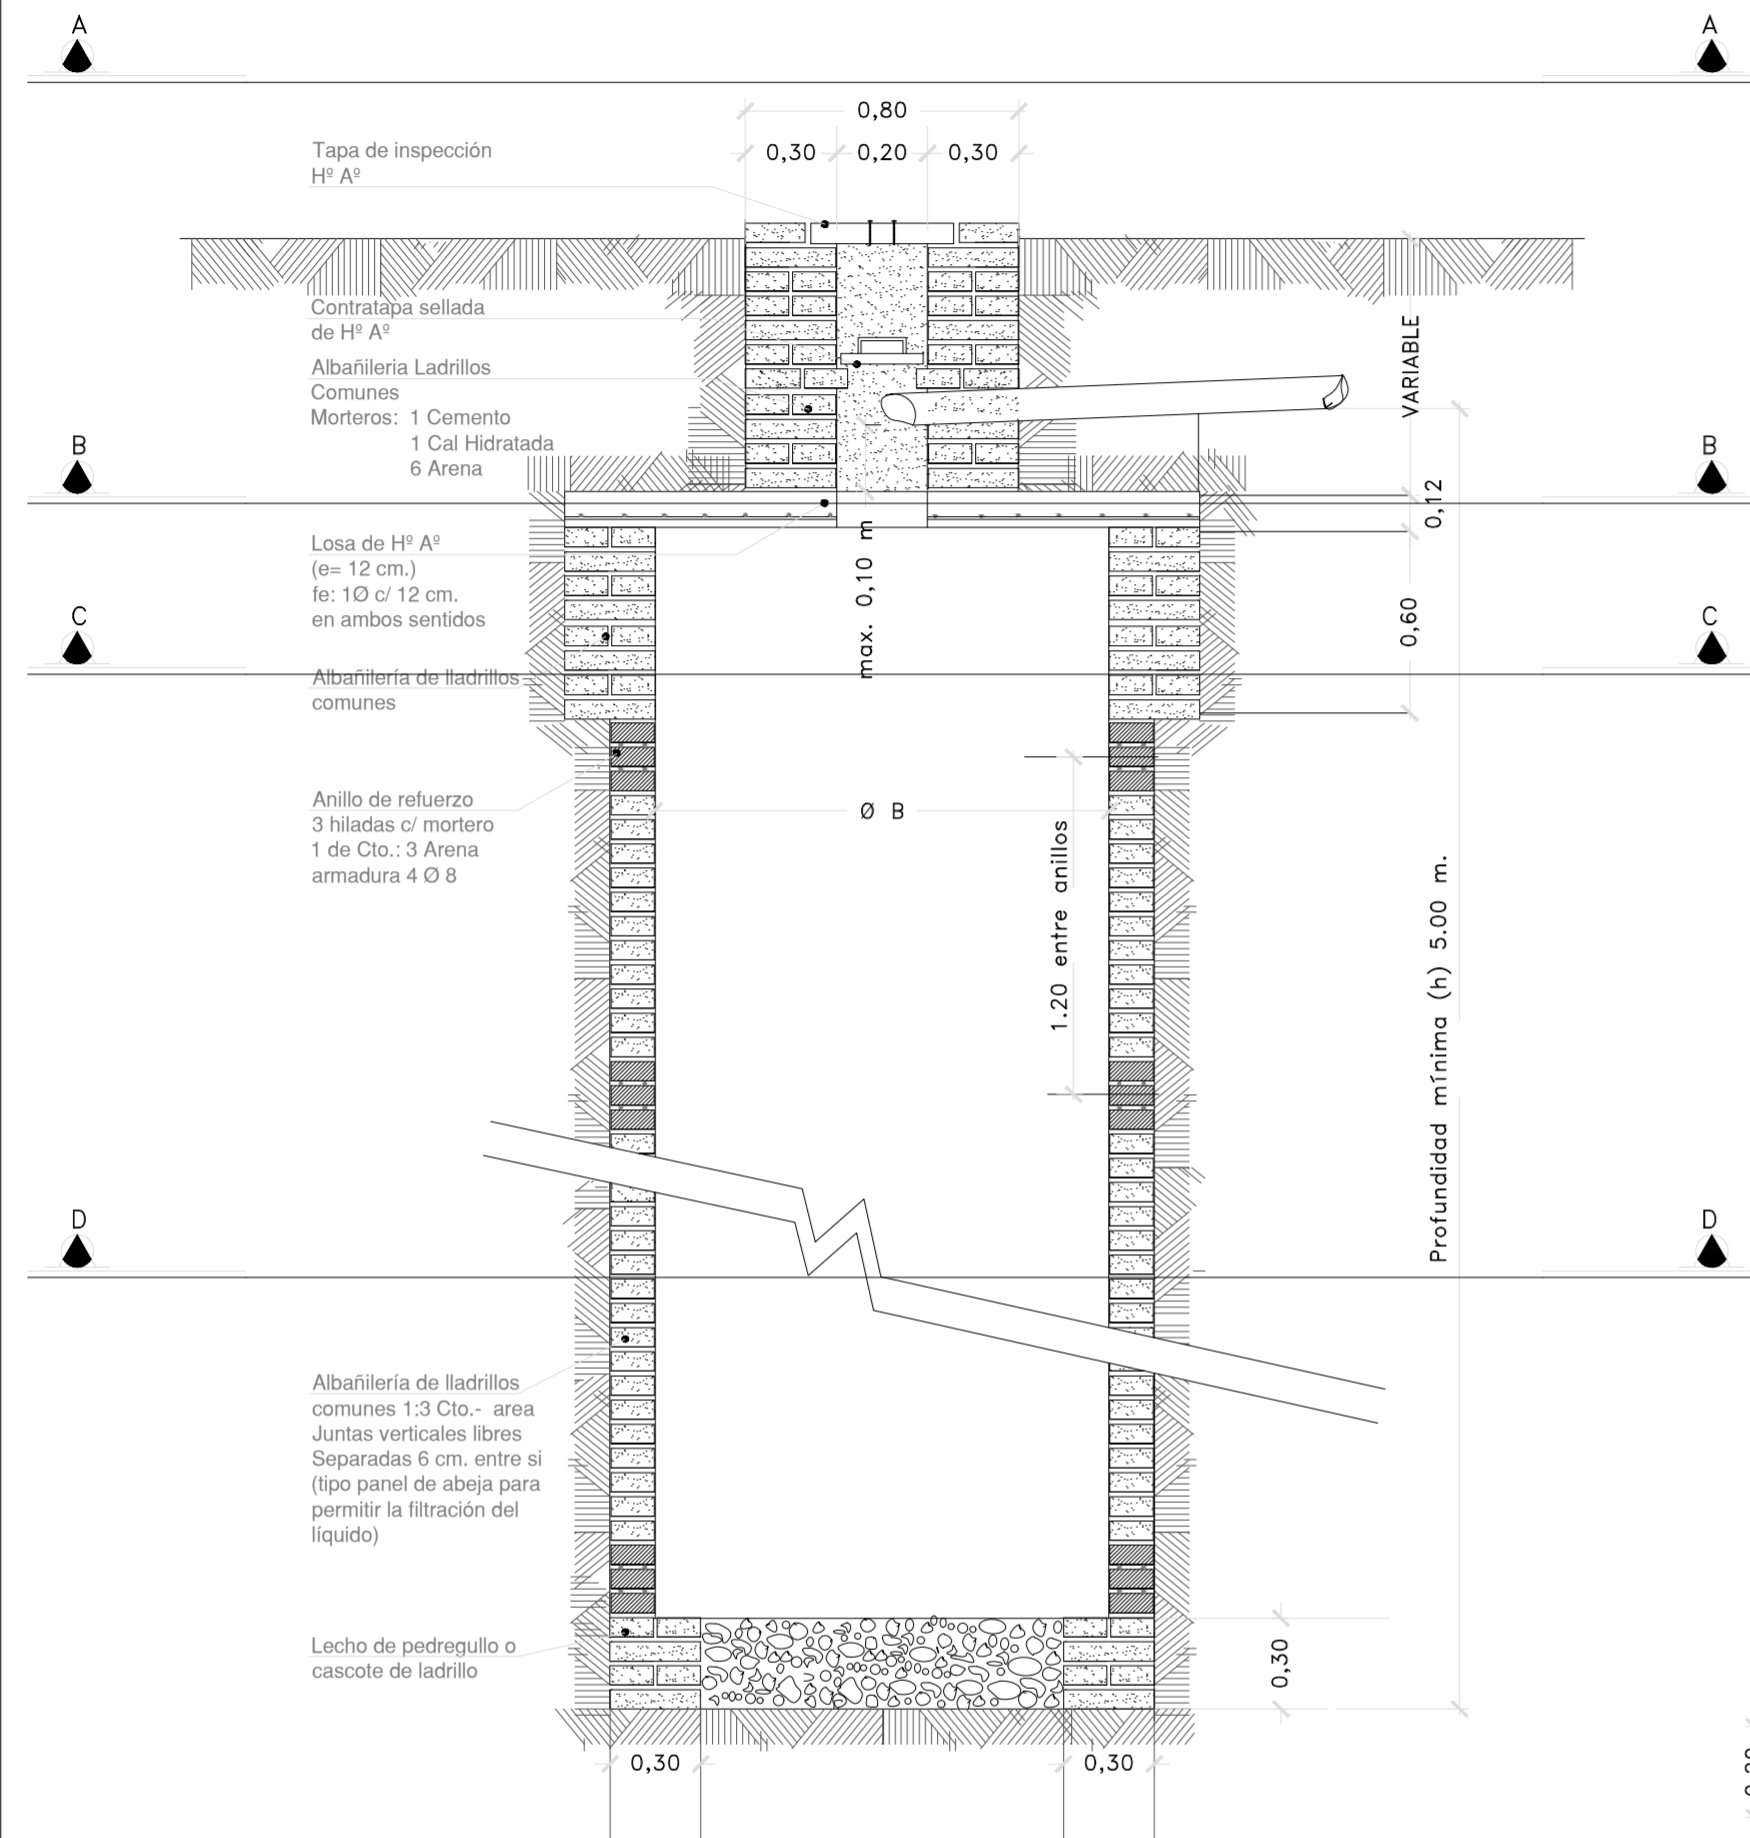 A
A
0,80
0,30
0,20
0,30
Tapa de inspección
Hº Aº
Contratapa sellada
de Hº Aº
Albañileria Ladrillos
Comunes
Morteros: 1 Cemento
1 Cal Hidratada
6 Arena
VARIABLE
B
B
0,12
Losa de Hº Aº
(e= 12 cm.)
fe: 1Ø c/ 12 cm.
en ambos sentidos
max. 0,10 m
0,60
C
C
Albañilería de lladrillos
comunes
Anillo de refuerzo
3 hiladas c/ mortero
1 de Cto.: 3 Arena
armadura 4 Ø 8
Ø B
1.20 entre anillos
Profundidad mínima (h) 5.00 m.
D
D
Albañilería de lladrillos
comunes 1:3 Cto.- area
Juntas verticales libres
Separadas 6 cm. entre si
(tipo panel de abeja para
permitir la filtración del
líquido)
Lecho de pedregullo o
cascote de ladrillo
0,30
0,30
0,30